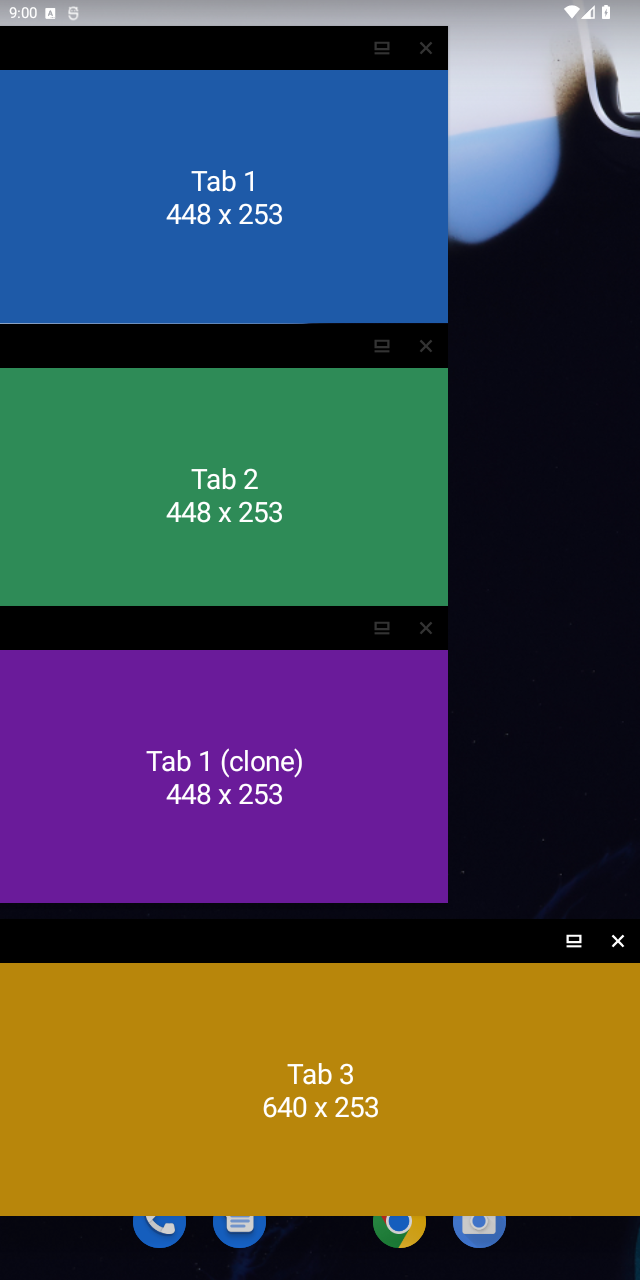 9:00
Tab 1
448 x 253
Tab 2
448 x 253
Tab 1 (clone)
448 x 253
Tab 3
640 x 253